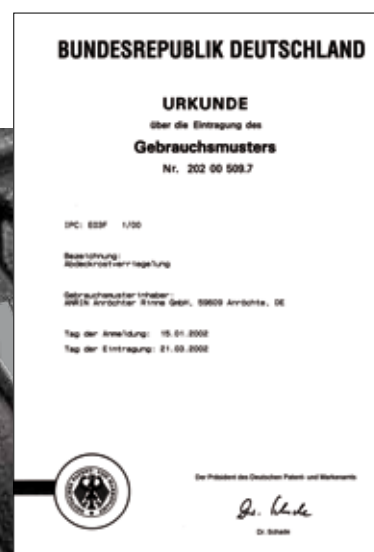 BUNDESREPUBLIK DEUTSCHLAND
URKUNDE
über die Eintragung des
Gebrauchsmusters
Nr. 202 00 509.7
IPC: E03F 1/00
Bezeichnung:
Abdeckrostverriegelung
Gebrauchsmusterinhaber:
ANRIN Anröchter Rinne GmbH, 59609 Anröchte, DE
Tag der Anmeldung: 15.01.2002
Tag der Eintragung: 21.03.2002
Der Präsident des Deutschen Patent- und Markenamts
Dr. Schade